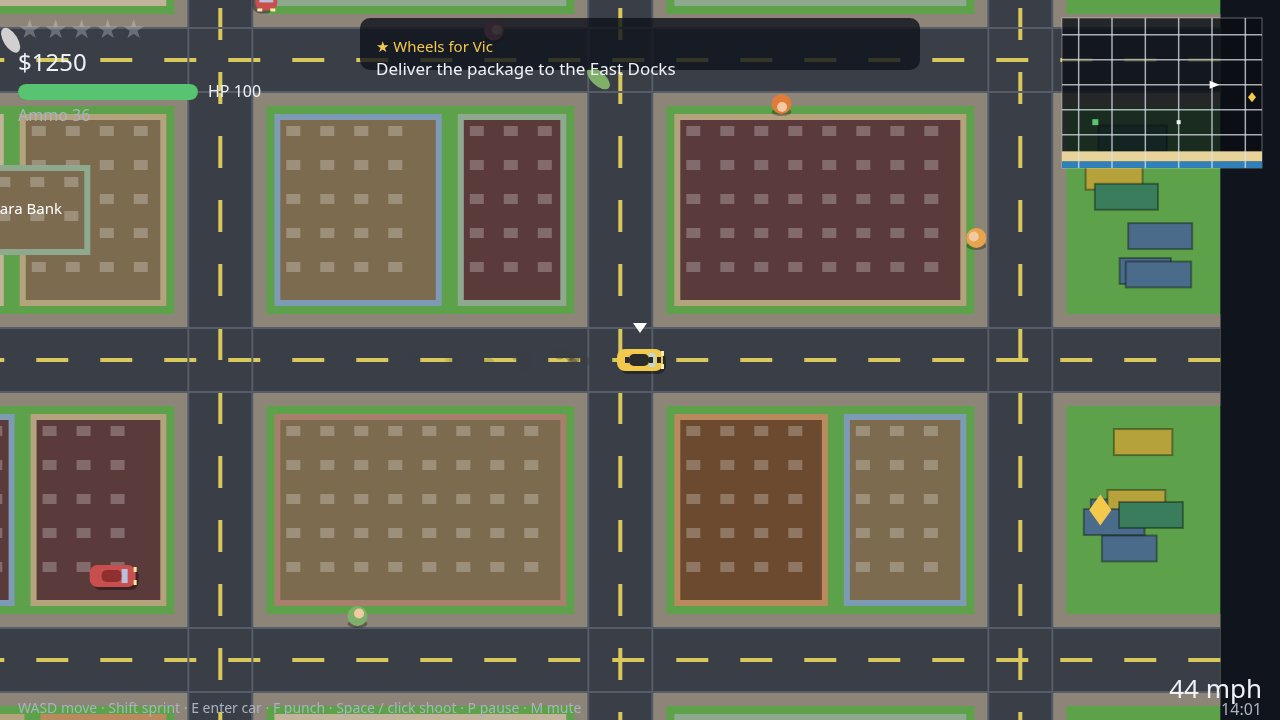 ★ Wheels for Vic
Deliver the package to the East Docks
$1250
HP 100
Ammo 36
ara Bank
44 mph
14:01
WASD move · Shift sprint · E enter car · F punch · Space / click shoot · P pause · M mute